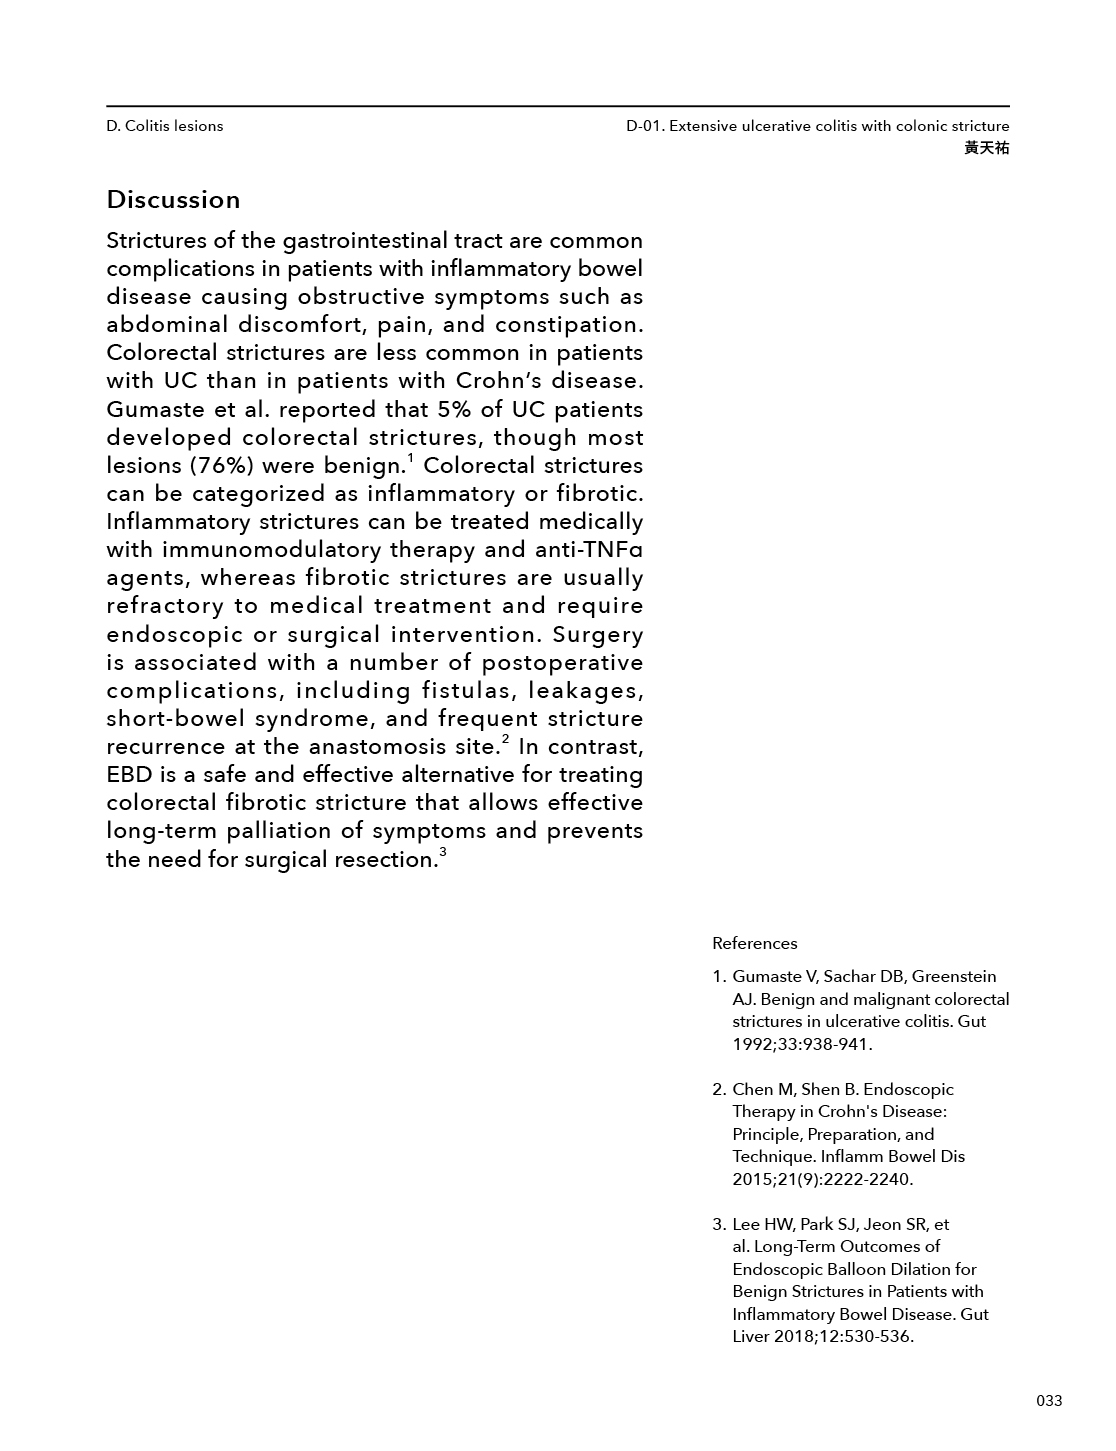 D. Colitis lesions
D-01. Extensive ulcerative colitis with colonic stricture
黃天祐
Discussion
Strictures of the gastrointestinal tract are common
complications in patients with inflammatory bowel
disease causing obstructive symptoms such as
abdominal discomfort, pain, and constipation.
Colorectal strictures are less common in patients
with UC than in patients with Crohn’s disease.
Gumaste et al. reported that 5% of UC patients
developed colorectal strictures, though most
lesions (76%) were benign.¹ Colorectal strictures
can be categorized as inflammatory or fibrotic.
Inflammatory strictures can be treated medically
with immunomodulatory therapy and anti-TNFɑ
agents, whereas fibrotic strictures are usually
refractory to medical treatment and require
endoscopic or surgical intervention. Surgery
is associated with a number of postoperative
complications, including fistulas, leakages,
short-bowel syndrome, and frequent stricture
recurrence at the anastomosis site.² In contrast,
EBD is a safe and effective alternative for treating
colorectal fibrotic stricture that allows effective
long-term palliation of symptoms and prevents
the need for surgical resection.³
References
1. Gumaste V, Sachar DB, Greenstein
AJ. Benign and malignant colorectal
strictures in ulcerative colitis. Gut
1992;33:938-941.
2. Chen M, Shen B. Endoscopic
Therapy in Crohn's Disease:
Principle, Preparation, and
Technique. Inflamm Bowel Dis
2015;21(9):2222-2240.
3. Lee HW, Park SJ, Jeon SR, et
al. Long-Term Outcomes of
Endoscopic Balloon Dilation for
Benign Strictures in Patients with
Inflammatory Bowel Disease. Gut
Liver 2018;12:530-536.
033